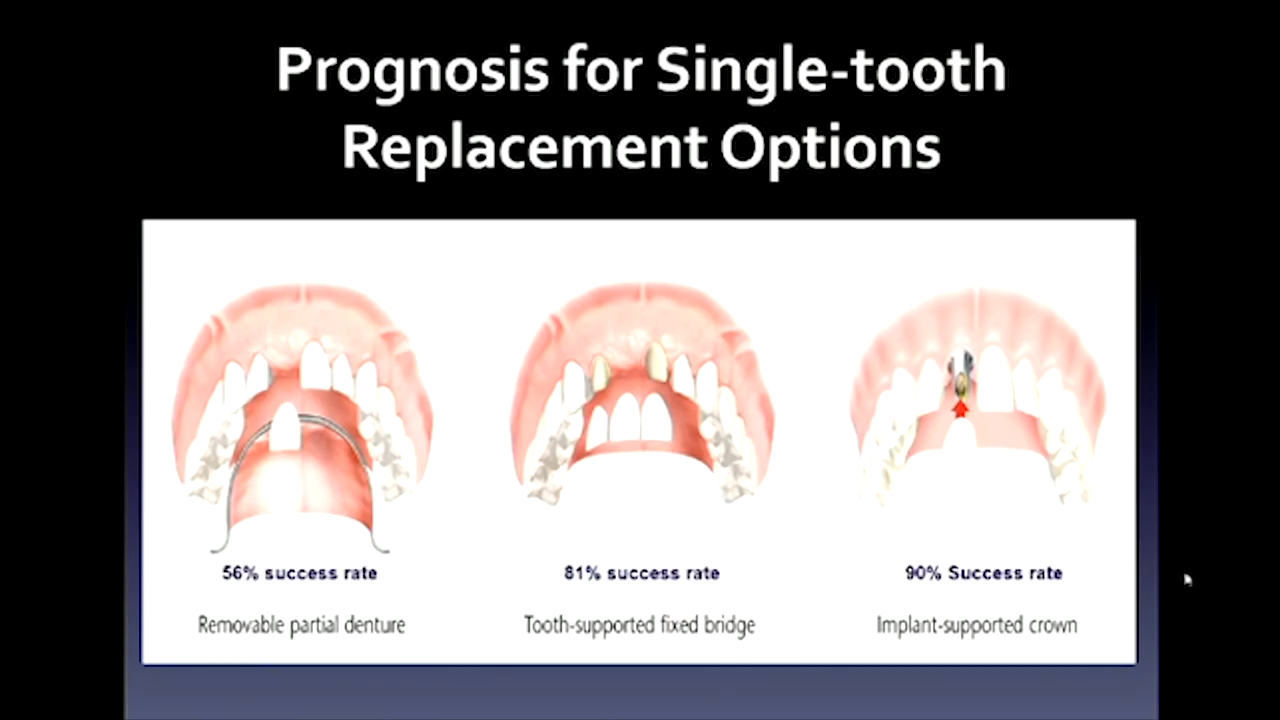 Prognosis for Single-tooth
Replacement Options
56% success rate
81% success rate
90% Success rate
Removable partial denture
Tooth-supported fixed bridge
Implant-supported crown